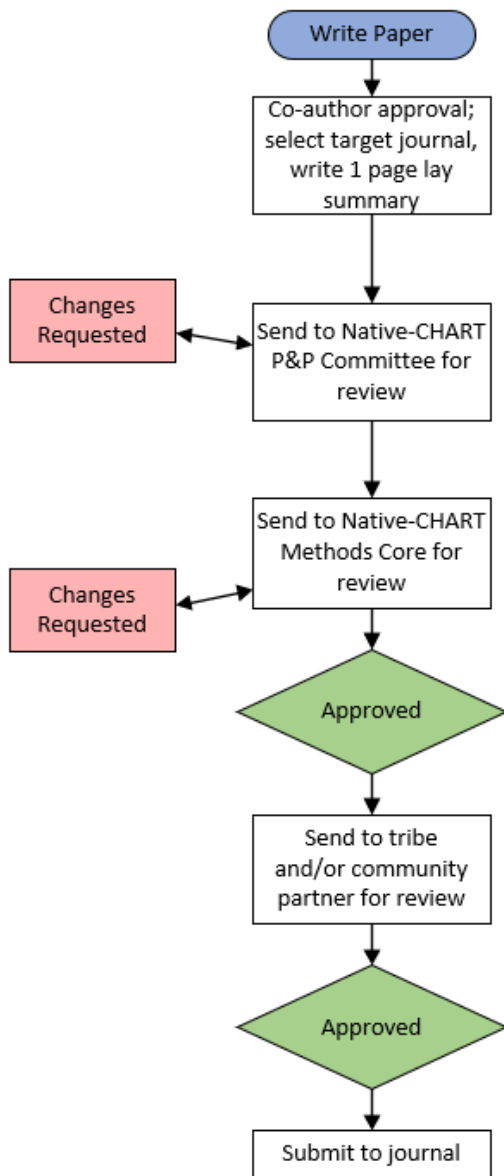 Write Paper
Co-author approval;
select target journal,
write 1 page lay
summary
Changes
Requested
Send to Native-CHART
P&P Committee for
review
Send to Native-CHART
Methods Core for
review
Changes
Requested
Approved
Send to tribe
and/or community
partner for review
Approved
Submit to journal